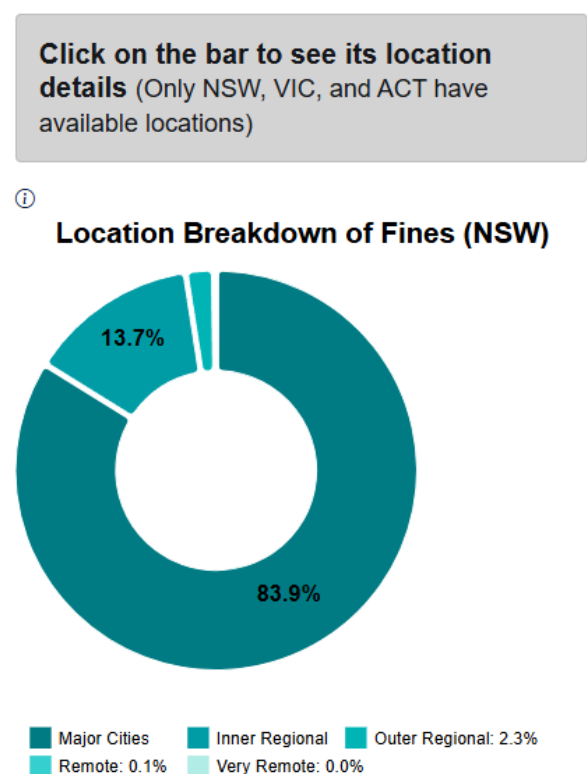 Click on the bar to see its location
details (Only NSW, VIC, and ACT have
available locations)
i
Location Breakdown of Fines (NSW)
13.7%
83.9%
Major Cities Inner Regional Outer Regional: 2.3%
Remote: 0.1% Very Remote: 0.0%